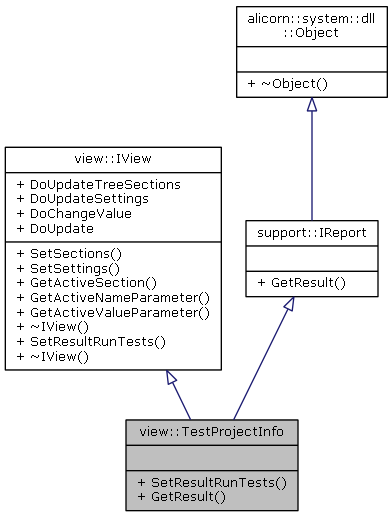 alicorn::system::dll
::Object
+ ~Object()
view::IView
+ DoUpdateTreeSections
+ DoUpdateSettings
+ DoChangeValue
+ DoUpdate
+ SetSections()
+ SetSettings()
+ GetActiveSection()
+ GetActiveNameParameter()
+ GetActiveValueParameter()
+ ~IView()
+ SetResultRunTests()
+ ~IView()
support::IReport
+ GetResult()
view::TestProjectInfo
+ SetResultRunTests()
+ GetResult()